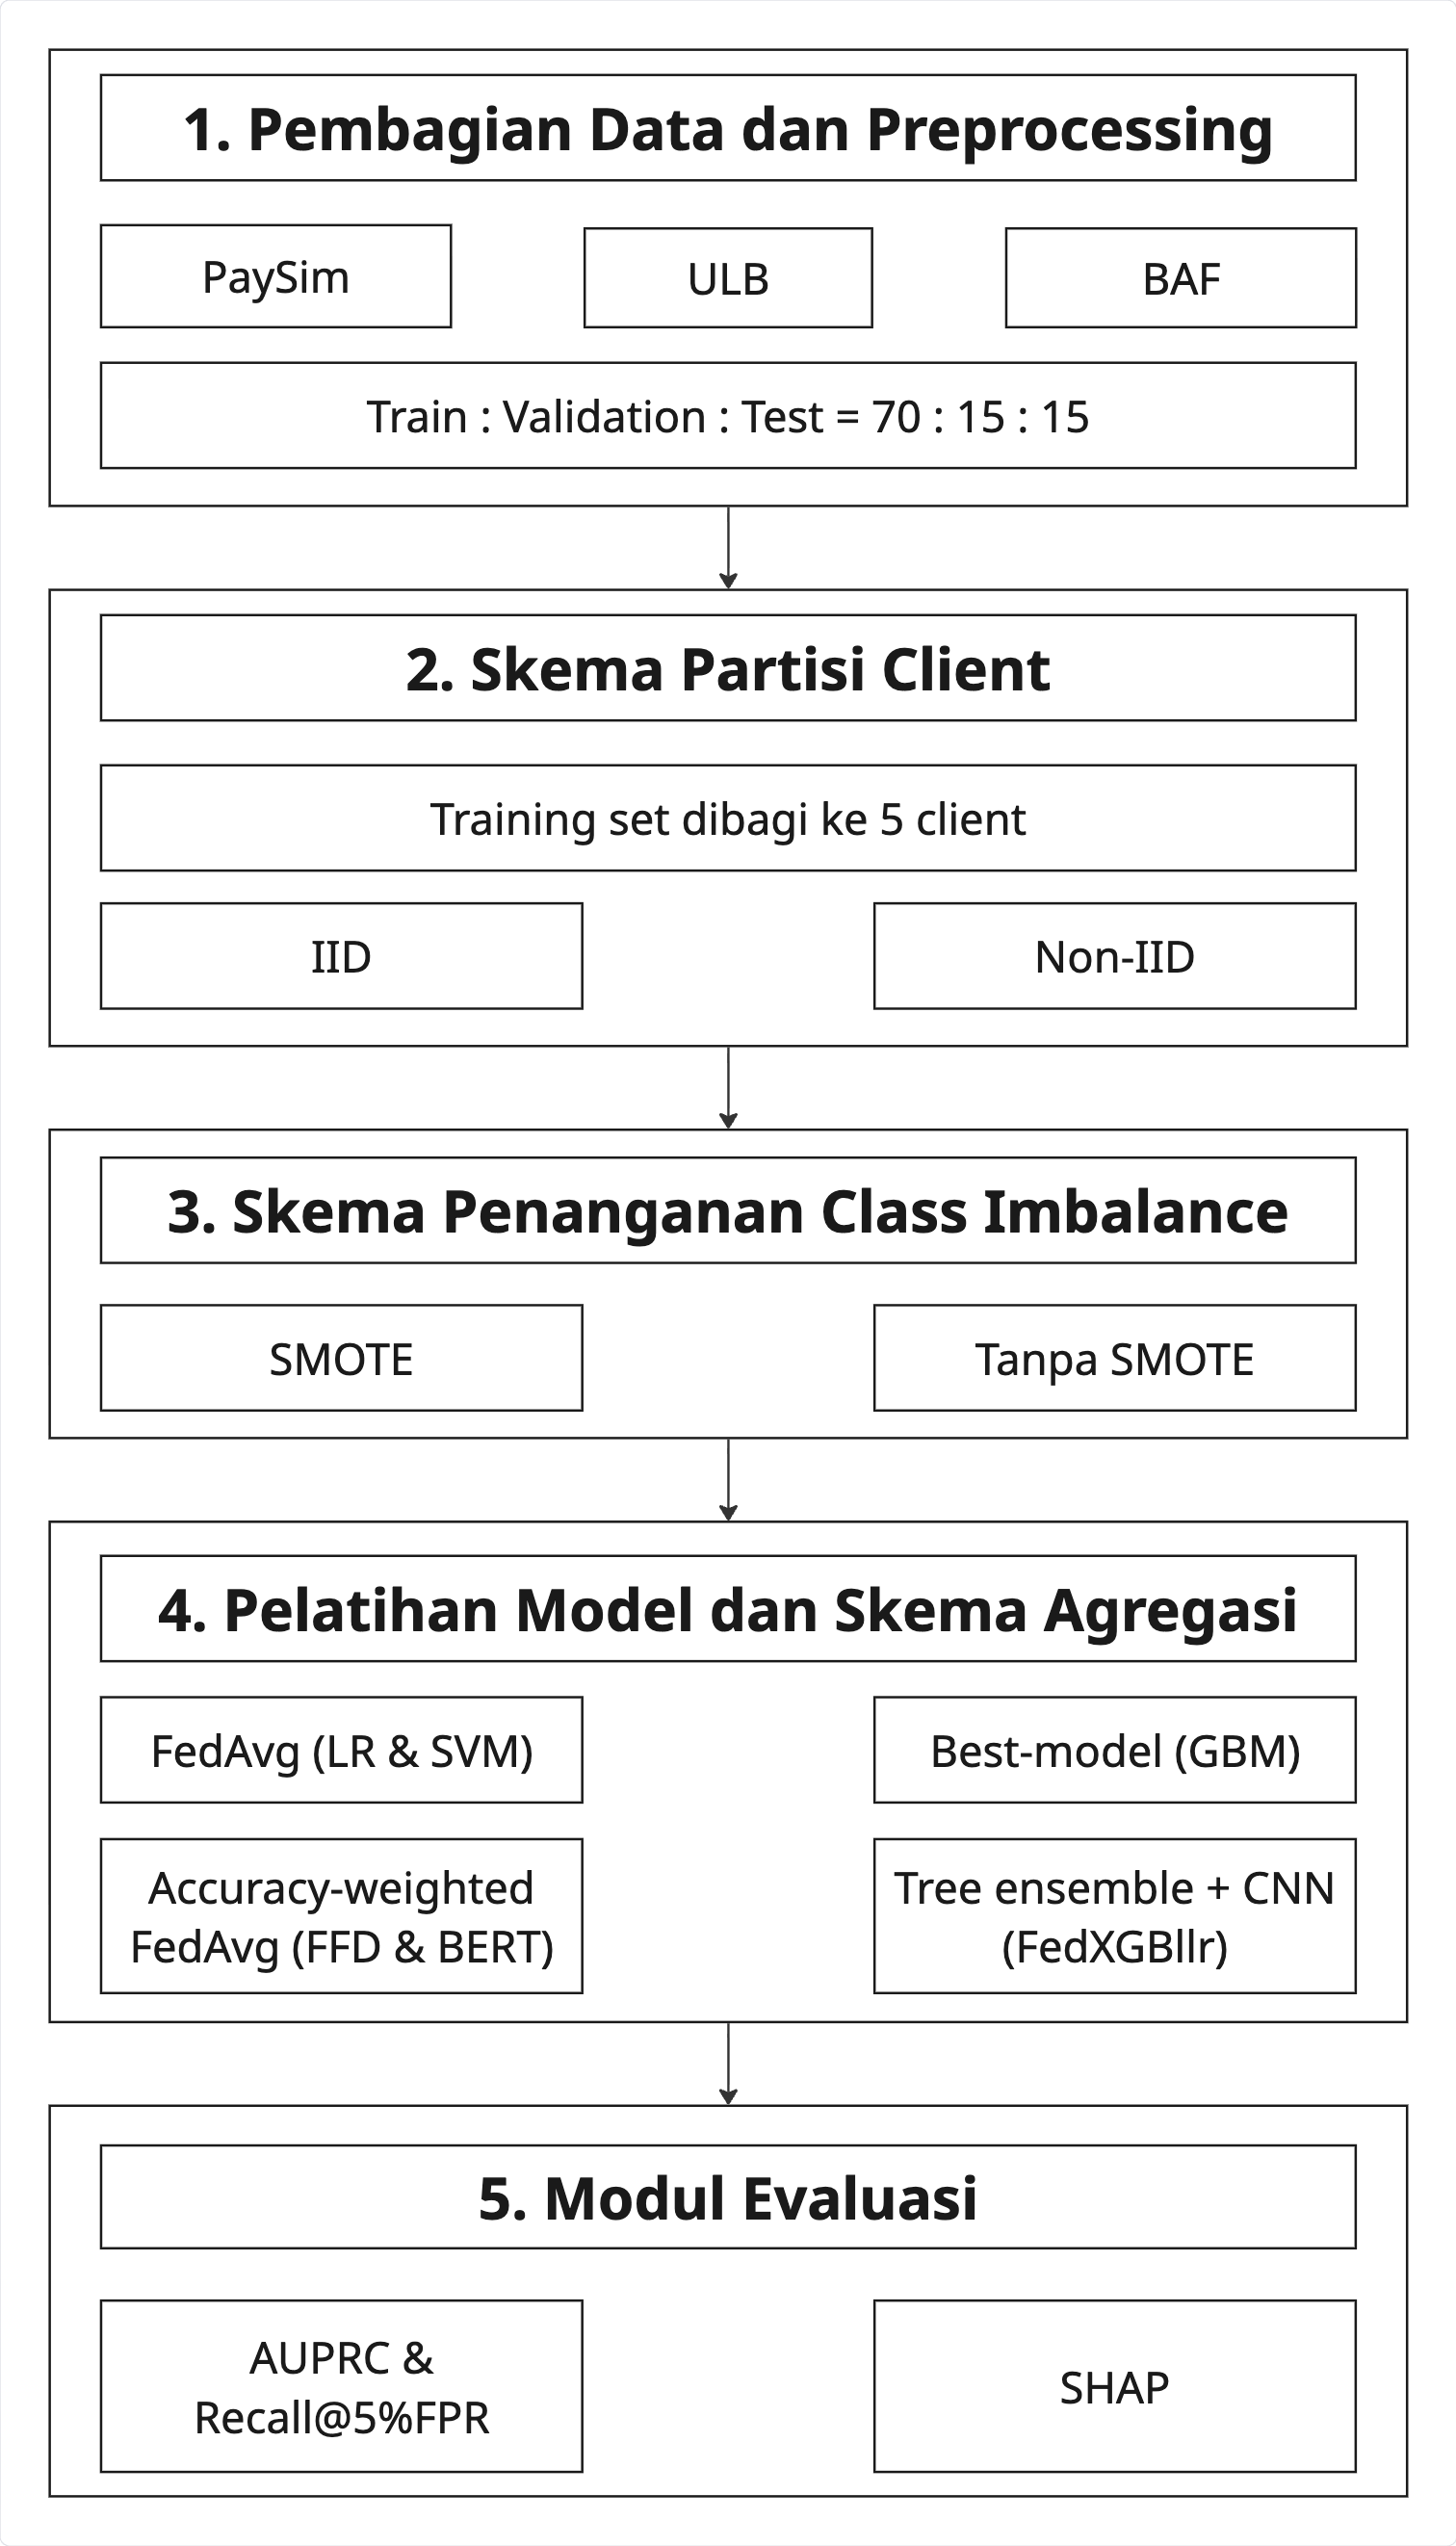 1. Pembagian Data dan Preprocessing
PaySim
ULB
BAF
Train : Validation : Test = 70 : 15 : 15
2. Skema Partisi Client
Training set dibagi ke 5 client
IID
Non-IID
3. Skema Penanganan Class Imbalance
SMOTE
Tanpa SMOTE
4. Pelatihan Model dan Skema Agregasi
FedAvg (LR & SVM)
Best-model (GBM)
Accuracy-weighted
FedAvg (FFD & BERT)
Tree ensemble + CNN
(FedXGBllr)
5. Modul Evaluasi
AUPRC &
Recall@5%FPR
SHAP